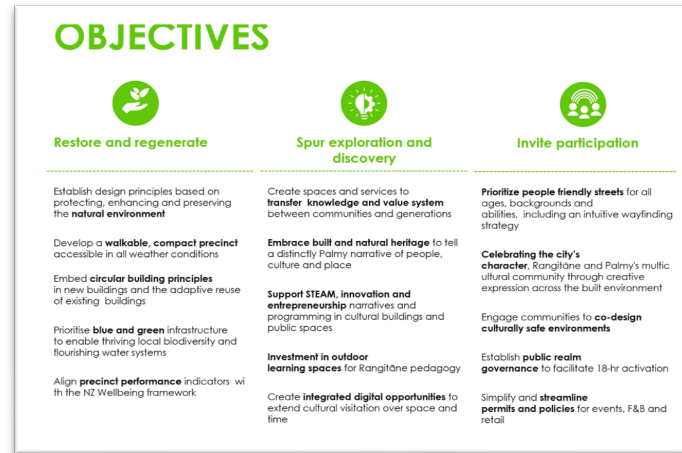 OBJECTIVES
Restore and regenerate
Establish design principles based on
protecting, enhancing and preserving
the natural environment
Develop a walkable, compact precinct
accessible in all weather conditions
Embed circular building principles
in new buildings and the adaptive reuse
of existing buildings
Prioritise blue and green infrastructure
to enable thriving local biodiversity and
flourishing water systems
Align precinct performance indicators wi
th the NZ Wellbeing framework
Spur exploration and
discovery
Create spaces and services to
transfer knowledge and value system
between communities and generations
Embrace built and natural heritage to tell
a distinctly Palmy narrative of people,
culture and place
Support STEAM, innovation and
entrepreneurship narratives and
programming in cultural buildings and
public spaces
Investment in outdoor
learning spaces for Rangitāne pedagogy
Create integrated digital opportunities to
extend cultural visitation over space and
time
Invite participation
Prioritize people friendly streets for all
ages, backgrounds and
abilities, including an intuitive wayfinding
strategy
Celebrating the city's
character, Rangitāne and Palmy's multic
ultural community through creative
expression across the built environment
Engage communities to co-design
culturally safe environments
Establish public realm
governance to facilitate 18-hr activation
Simplify and streamline
permits and policies for events, F&B and
retail